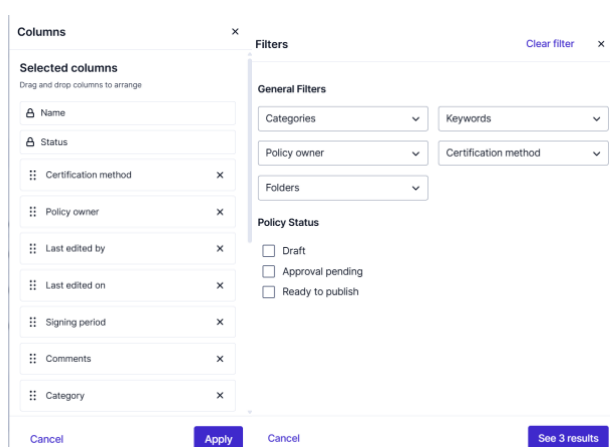 Columns
Selected columns
Drag and drop columns to arrange
Name
Status
Certification method
Policy owner
Last edited by
Last edited on
Signing period
Comments
Category
Cancel
Apply
Filters
Clear filter
General Filters
Categories
Keywords
Policy owner
Certification method
Folders
Policy Status
Draft
Approval pending
Ready to publish
Cancel
See 3 results